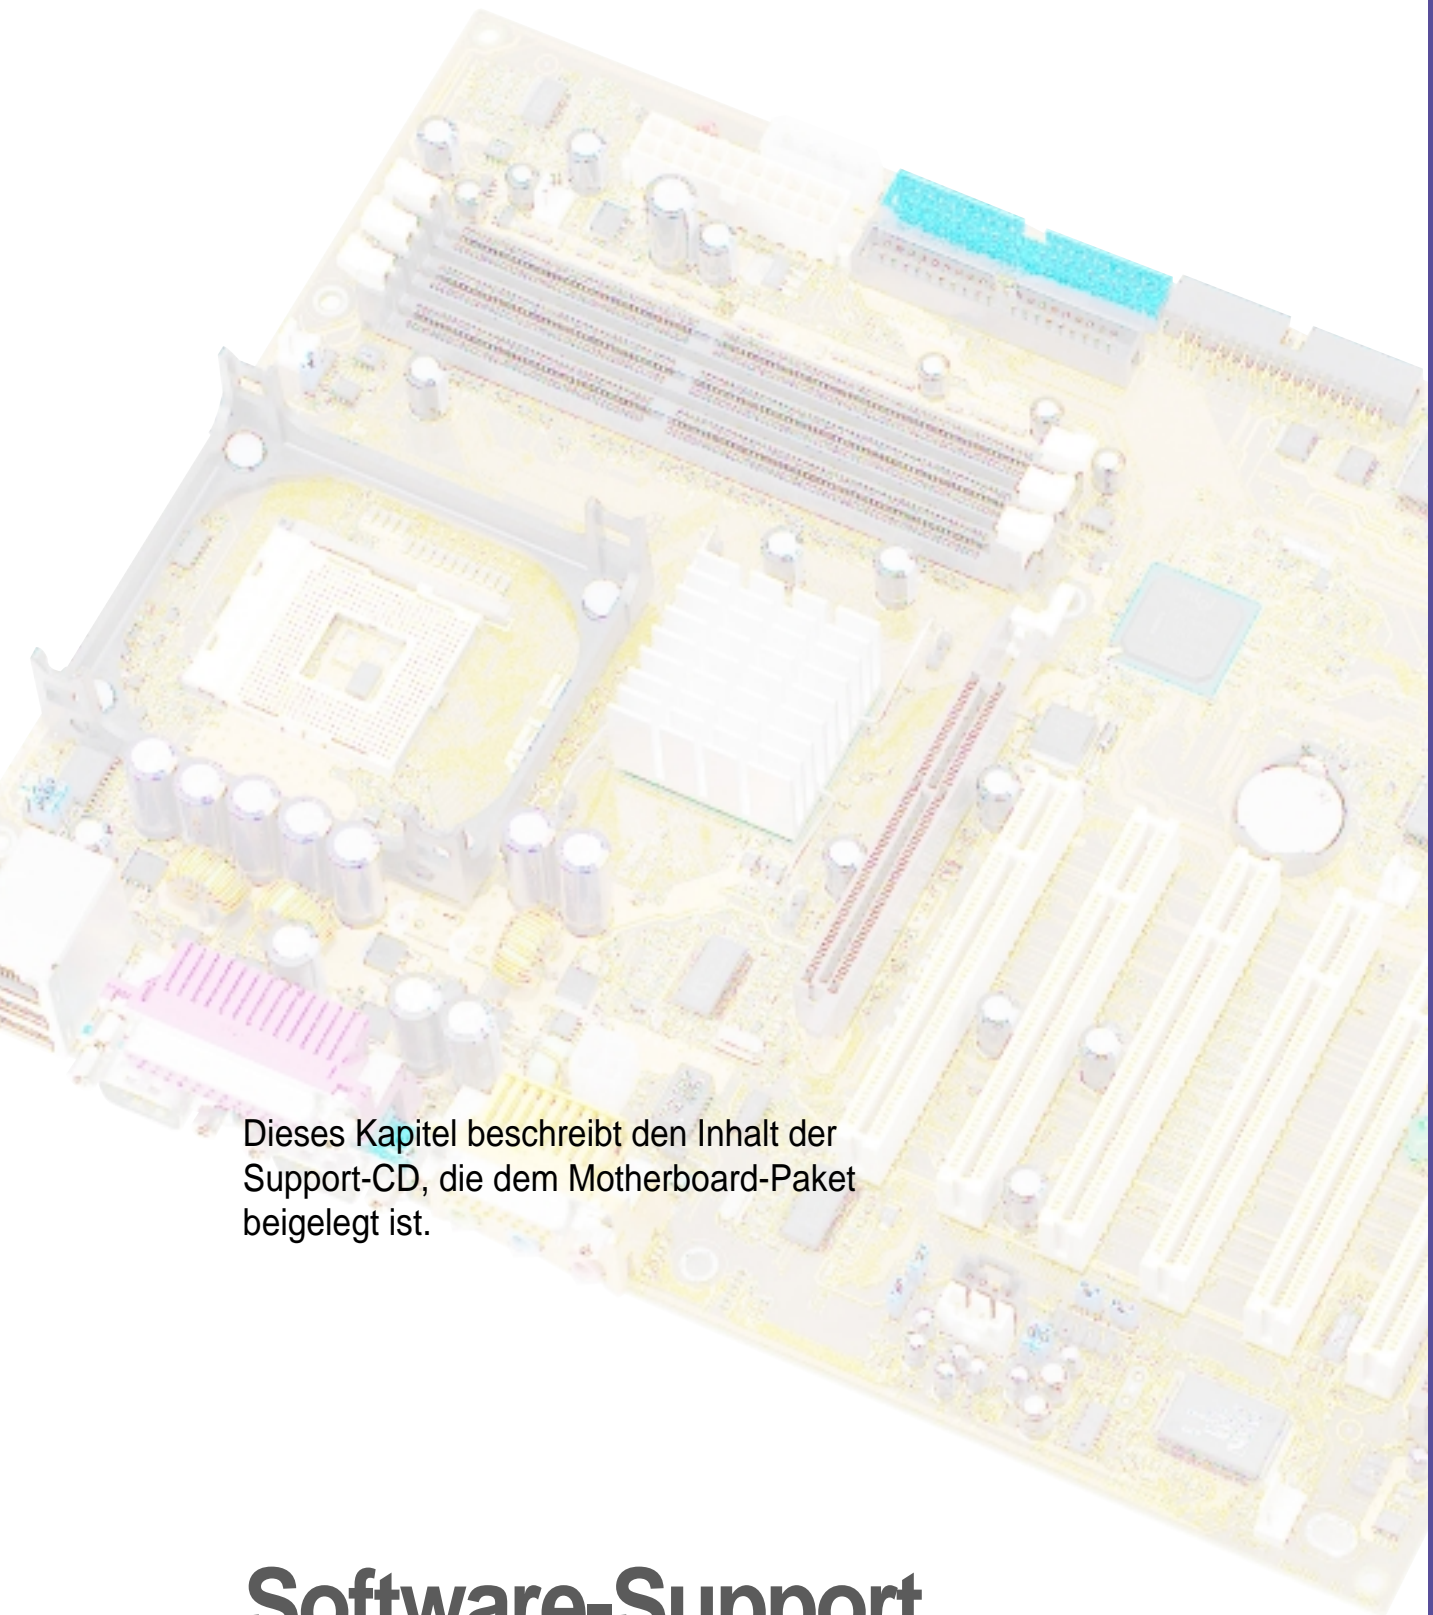 Dieses Kapitel beschreibt den Inhalt der
Support-CD, die dem Motherboard-Paket
beigelegt ist.
Software-Support